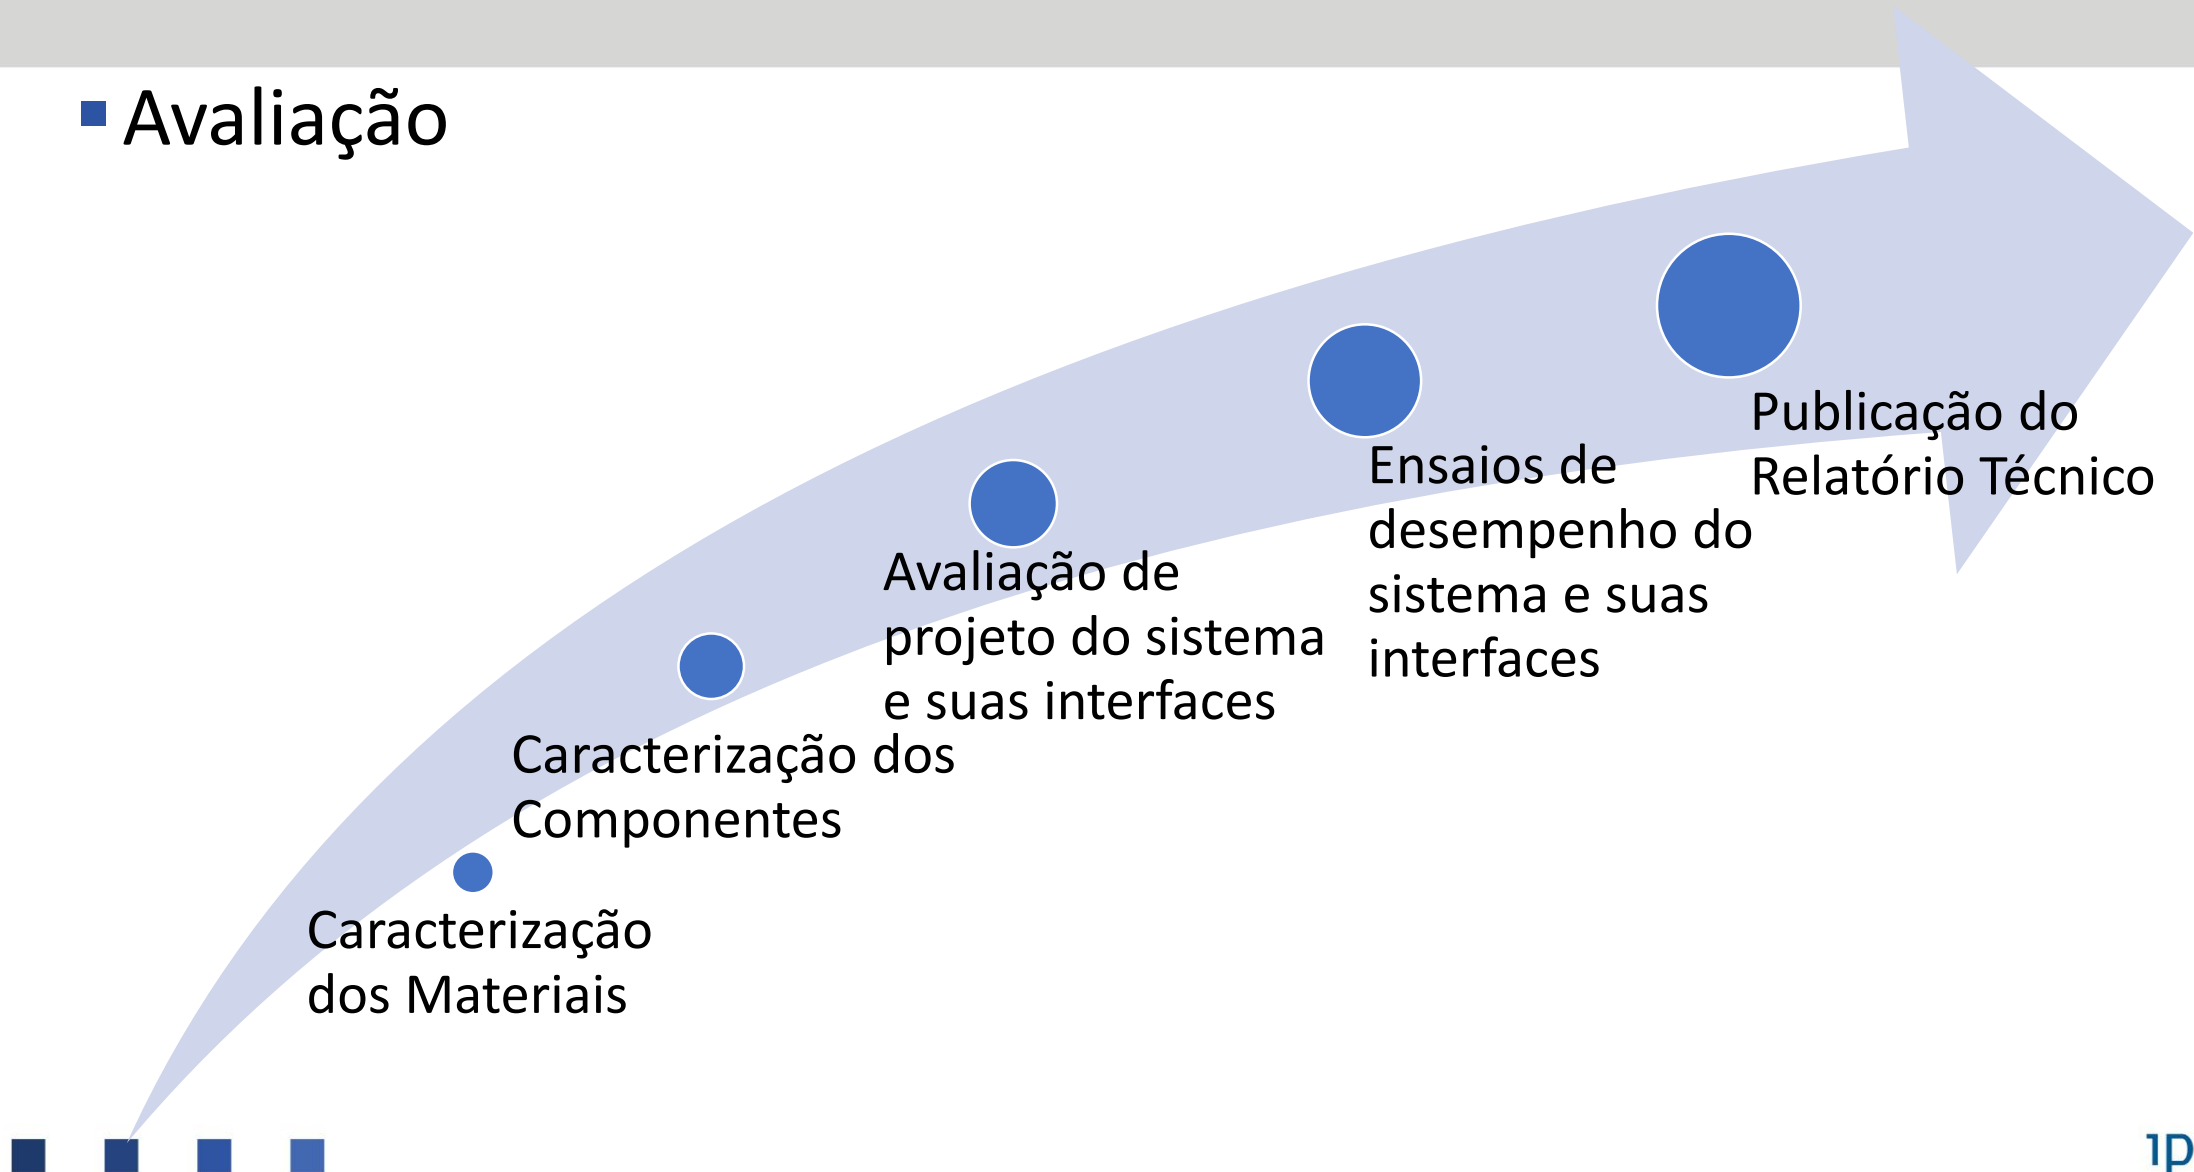 Avaliação
Caracterização
dos Materiais
Caracterização dos
Componentes
Avaliação de
projeto do sistema
e suas interfaces
Ensaios de
desempenho do
sistema e suas
interfaces
Publicação do
Relatório Técnico